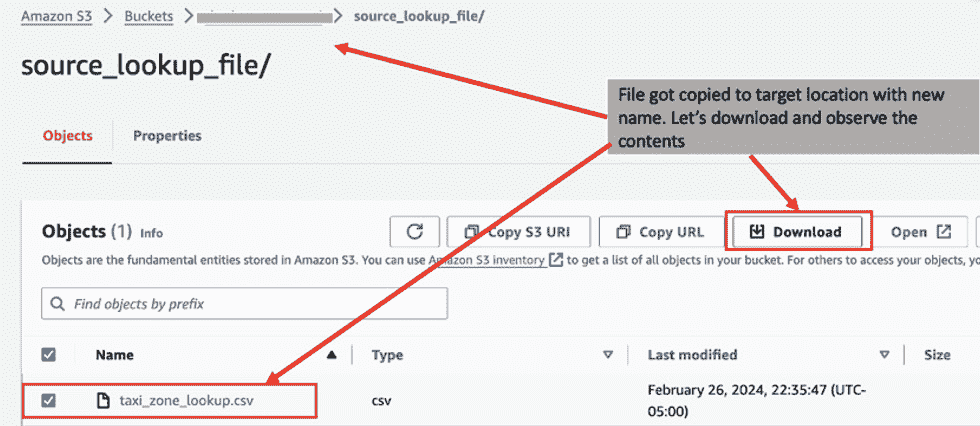 Amazon S3 > Buckets > > source_lookup_file/
source_lookup_file/
File got copied to target location with new
name. Let's download and observe the
contents
Objects Properties
Objects (1) Info
Copy S3 URI Copy URL Download Open
Objects are the fundamental entities stored in Amazon S3. You can use Amazon S3 inventory to get a list of all objects in your bucket. For others to access your objects,
Find objects by prefix
Name Type Last modified Size
taxi_zone_lookup.csv csv February 26, 2024, 22:35:47 (UTC-
05:00)